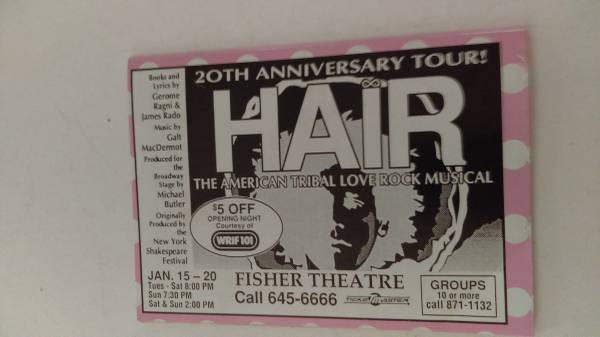 Books and
Lyrics by
Gerome
Ragni &
James Rado
Music by
Galt
MacDermot
Produced for
the
Broadway
Stage by
Michael
Butler
Originally
Produced by
the
New York
Shakespeare
Festival
20TH ANNIVERSARY TOUR!
HAIR
THE AMERICAN TRIBAL LOVE ROCK MUSICAL
$5 OFF
OPENING NIGHT
Courtesy of
WRIF 101
JAN. 15 – 20
Tues - Sat 8:00 PM
Sun 7:30 PM
Sat & Sun 2:00 PM
FISHER THEATRE
Call 645-6666 TICKETMASTER
GROUPS
10 or more
call 871-1132